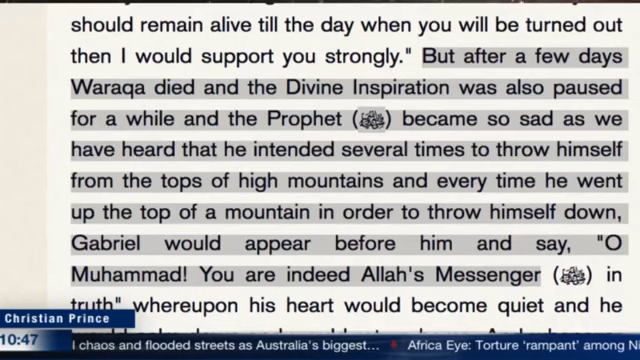 should remain alive till the day when you will be turned out
then I would support you strongly." But after a few days
Waraqa died and the Divine Inspiration was also paused
for a while and the Prophet (ﷺ) became so sad as we
have heard that he intended several times to throw himself
from the tops of high mountains and every time he went
up the top of a mountain in order to throw himself down,
Gabriel would appear before him and say, "O
Muhammad! You are indeed Allah's Messenger (ﷺ) in
truth" whereupon his heart would become quiet and he
Christian Prince
10:47
chaos and flooded streets as Australia's biggest... Africa Eye: Torture 'rampant' among N